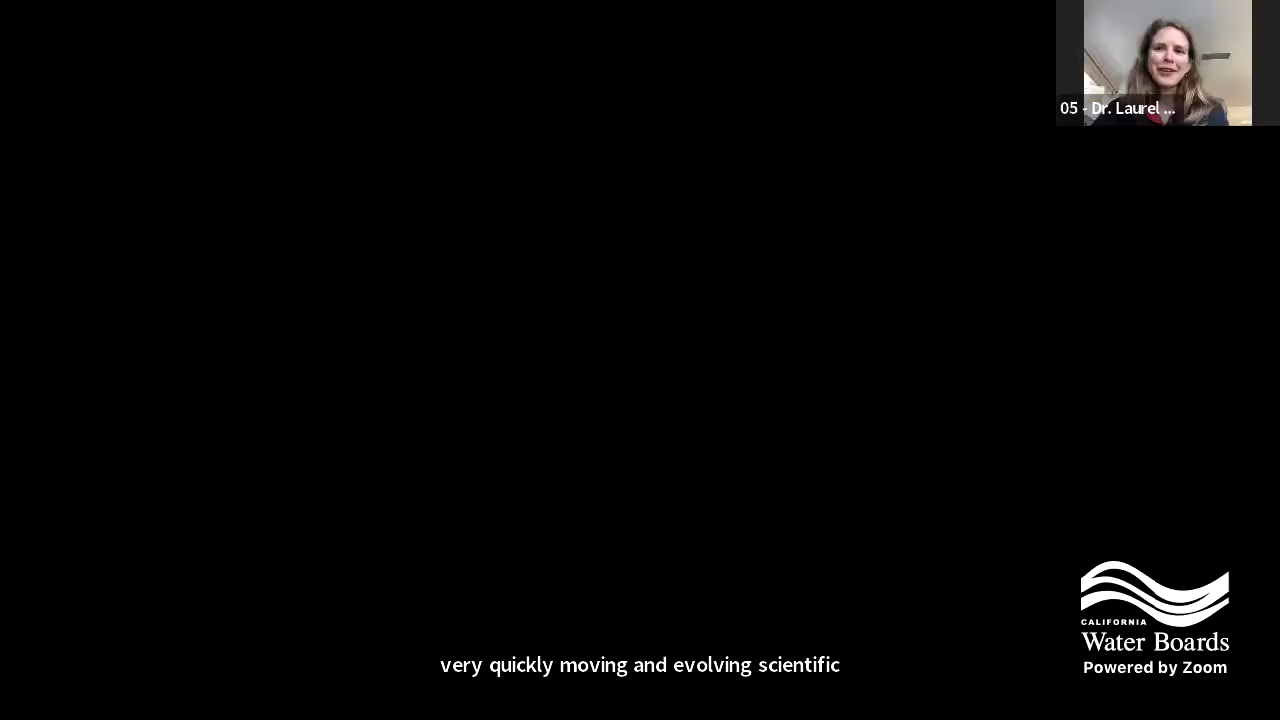 05 - Dr. Laurel ...
CALIFORNIA
Water Boards
Powered by Zoom
very quickly moving and evolving scientific